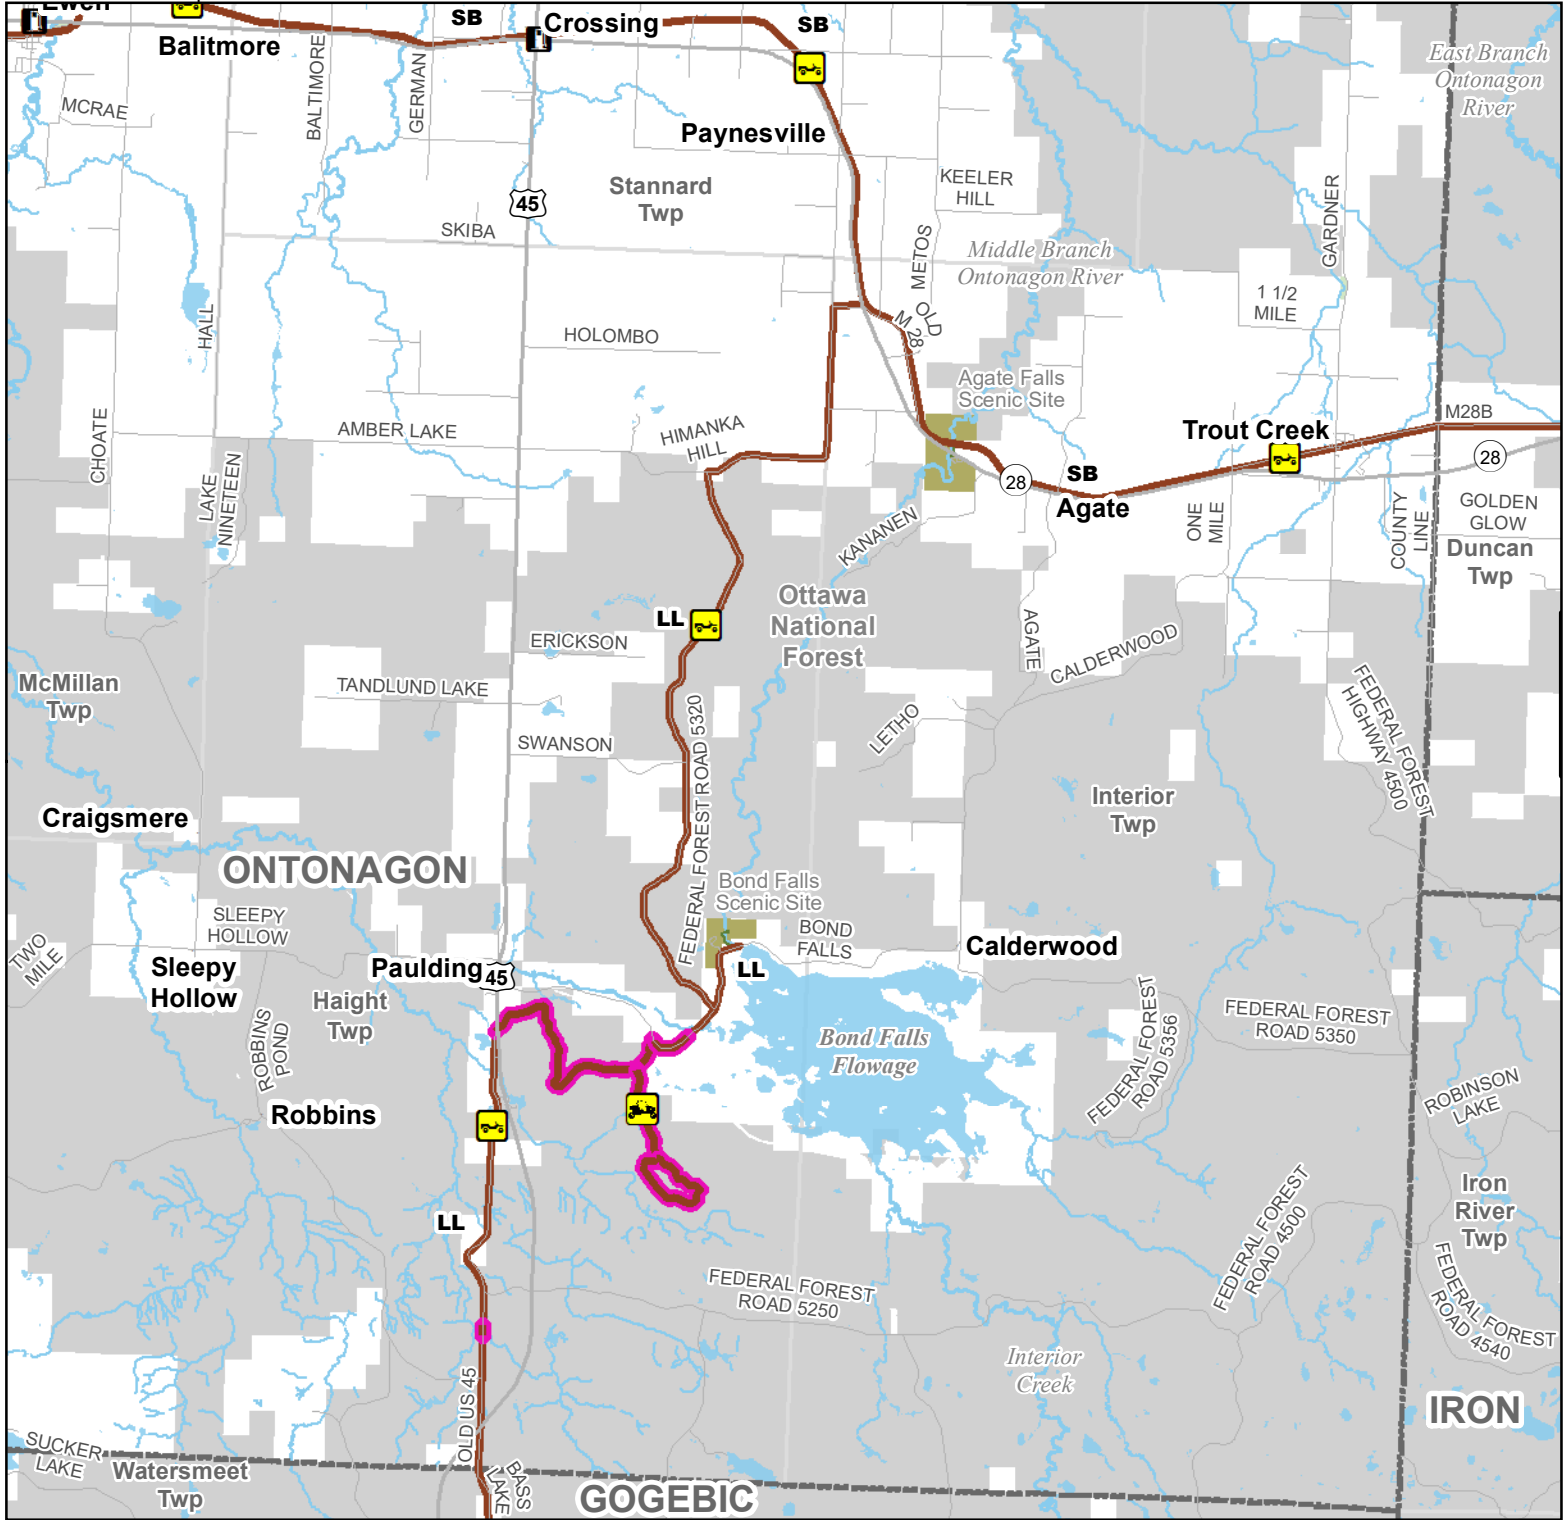 Ewen
SB
Crossing
SB
Balitmore
East Branch
Ontonagon
River
MCRAE
BALTIMORE
GERMAN
Paynesville
Stannard
Twp
KEELER
HILL
45
GARDNER
SKIBA
METOS
Middle Branch
Ontonagon River
1 1/2
MILE
HALL
HOLOMBO
OLD
M 28
Agate Falls
Scenic Site
CHOATE
AMBER LAKE
HIMANKA
HILL
Trout Creek
M28B
28
LAKE
NINETEEN
SB
28
Agate
ONE
MILE
COUNTY
LINE
GOLDEN
GLOW
KANANEN
Duncan
Twp
Ottawa
National
Forest
LL
ERICKSON
AGATE
CALDERWOOD
McMillan
Twp
TANDLUND LAKE
FEDERAL FOREST
HIGHWAY 4500
LETHO
SWANSON
FEDERAL FOREST ROAD 5320
Interior
Twp
Craigsmere
ONTONAGON
Bond Falls
Scenic Site
SLEEPY
HOLLOW
BOND
FALLS
Calderwood
TWO
MILE
Sleepy
Hollow
Paulding
45
LL
Haight
Twp
FEDERAL FOREST
ROAD 5356
FEDERAL FOREST
ROAD 5350
ROBBINS
POND
Bond Falls
Flowage
ROBINSON
LAKE
Robbins
Iron
River
Twp
LL
FEDERAL FOREST
ROAD 4500
FEDERAL FOREST
ROAD 5250
FEDERAL FOREST
ROAD 4540
Interior
Creek
OLD US 45
IRON
SUCKER
LAKE
Watersmeet
Twp
BASS
LAKE
GOGEBIC